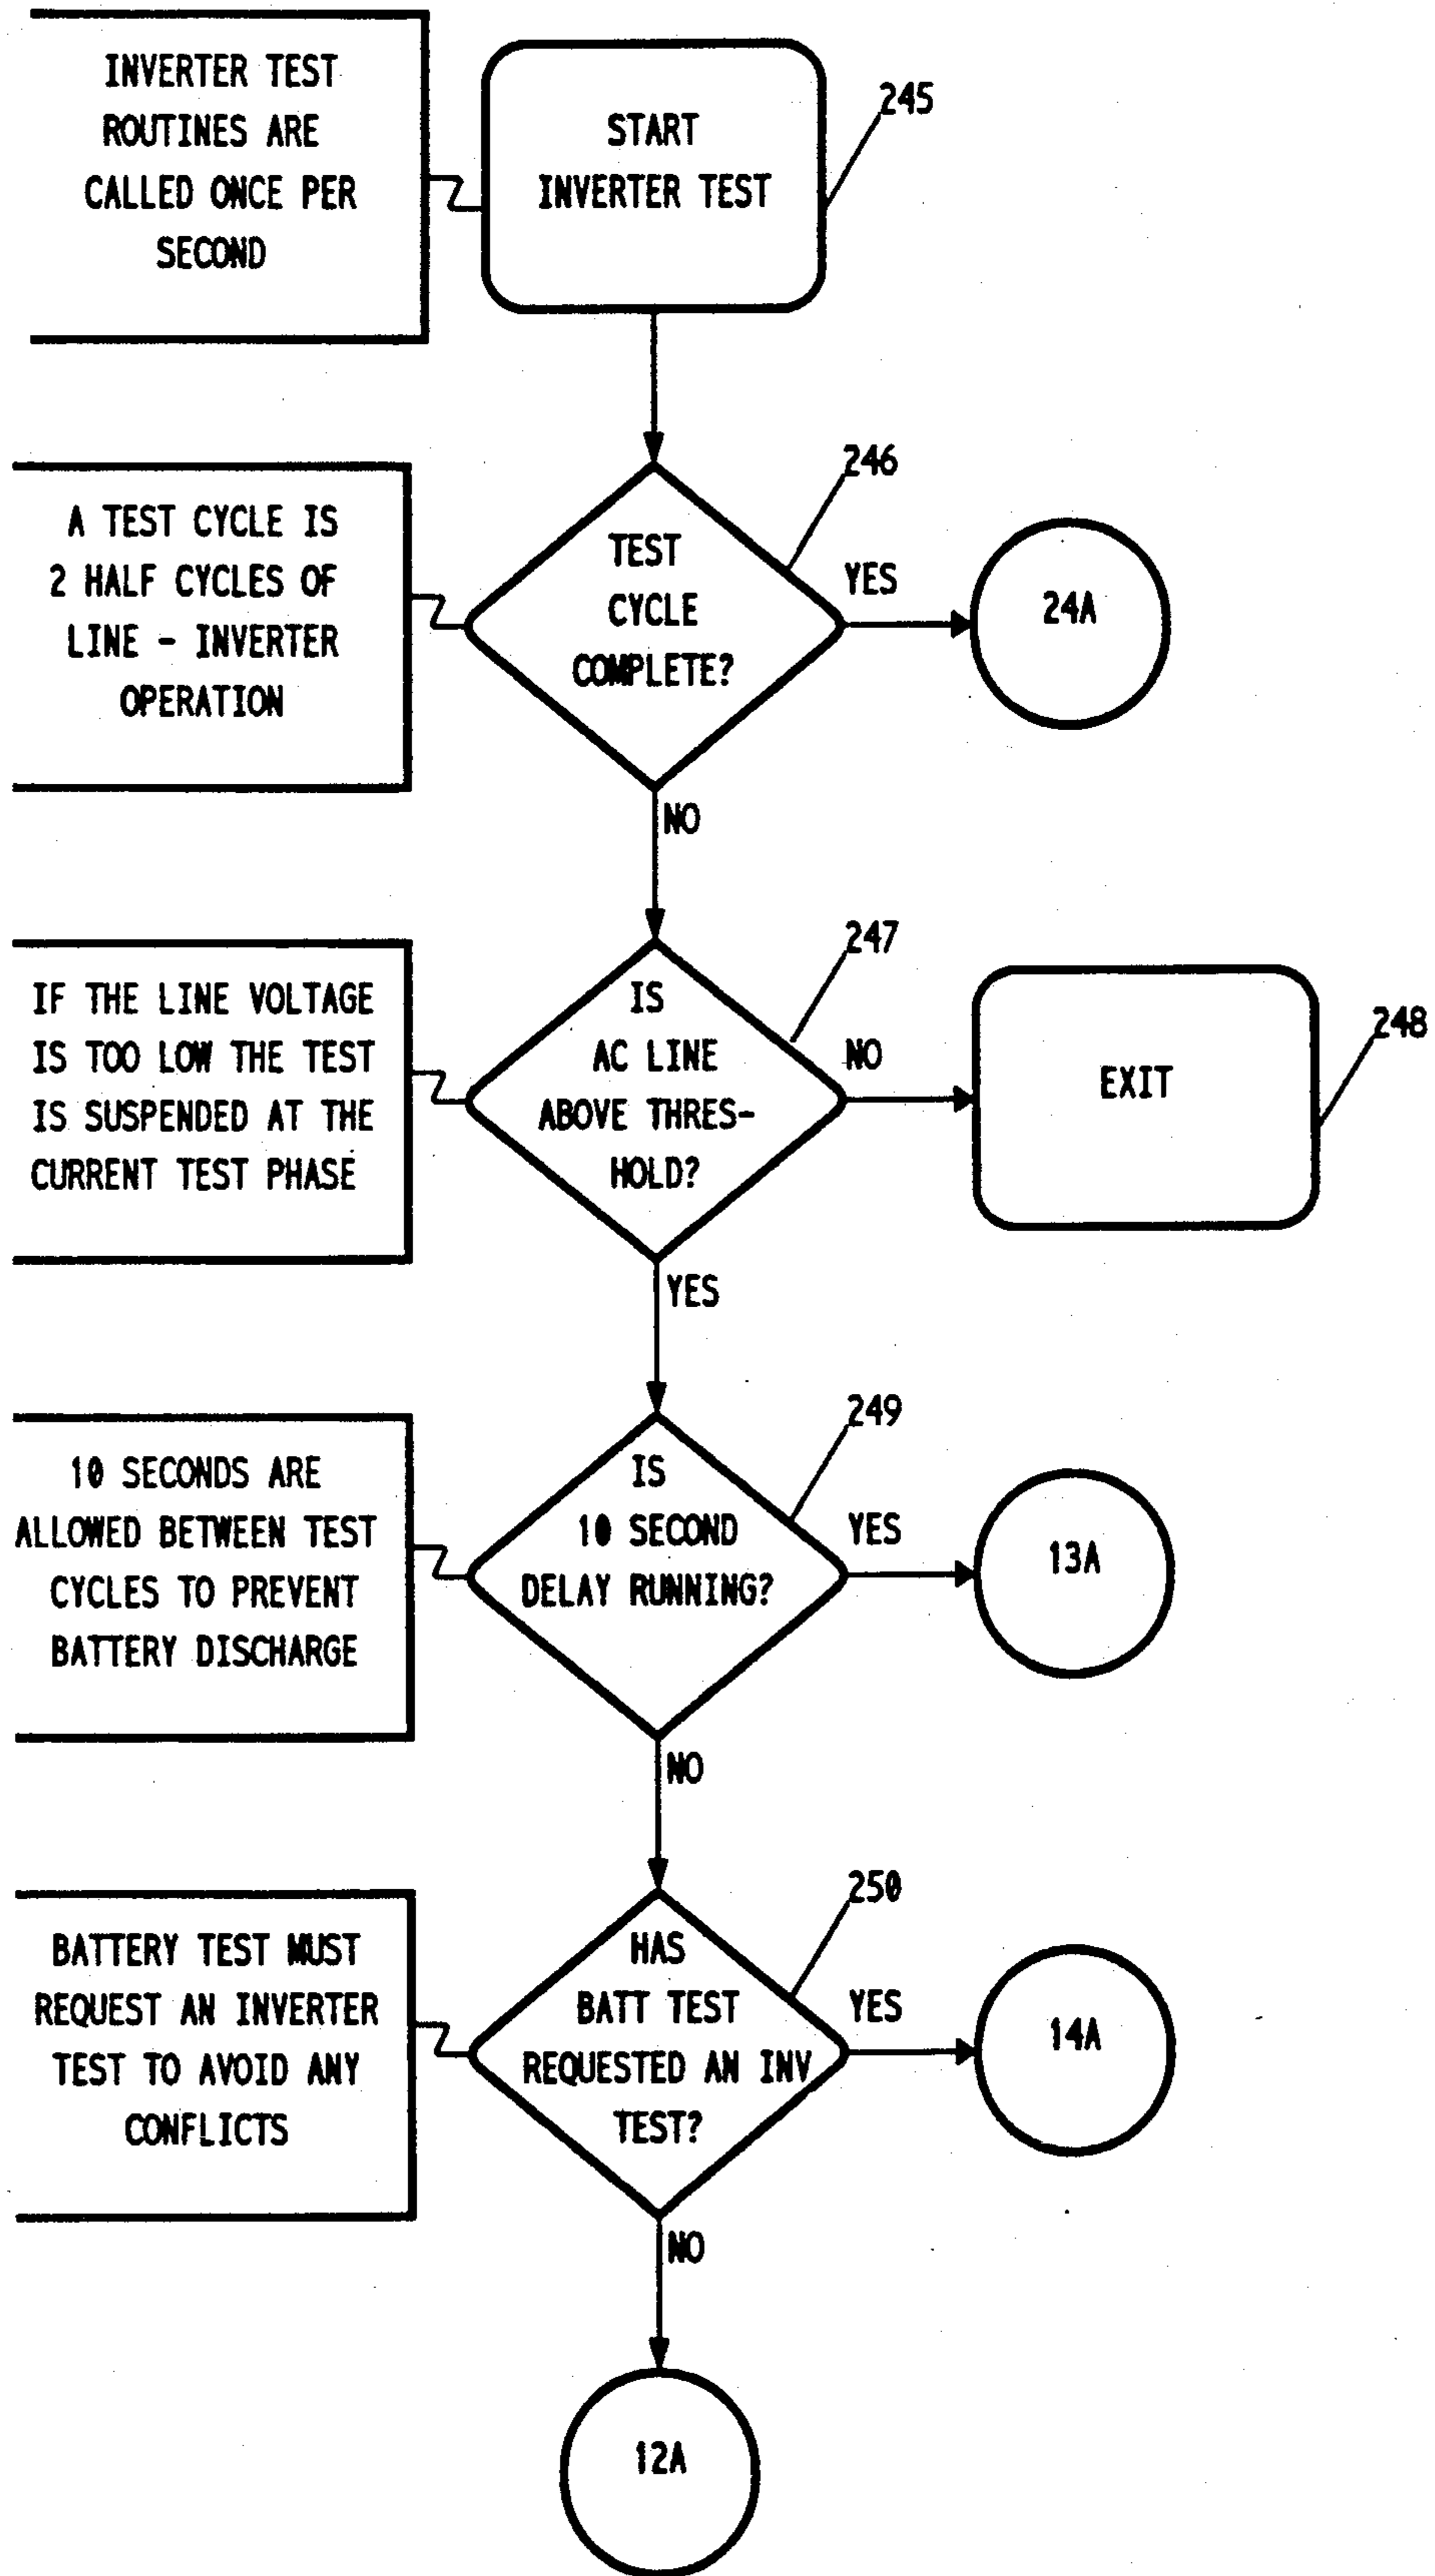 INVERTER TEST
ROUTINES ARE
CALLED ONCE PER
SECOND
START
INVERTER TEST
245
A TEST CYCLE IS
2 HALF CYCLES OF
LINE - INVERTER
OPERATION
TEST
CYCLE
COMPLETE?
246
YES
24A
NO
IF THE LINE VOLTAGE
IS TOO LOW THE TEST
IS SUSPENDED AT THE
CURRENT TEST PHASE
IS
AC LINE
ABOVE THRES-
HOLD?
247
NO
EXIT
248
YES
10 SECONDS ARE
ALLOWED BETWEEN TEST
CYCLES TO PREVENT
BATTERY DISCHARGE
IS
10 SECOND
DELAY RUNNING?
249
YES
13A
NO
BATTERY TEST MUST
REQUEST AN INVERTER
TEST TO AVOID ANY
CONFLICTS
HAS
BATT TEST
REQUESTED AN INV
TEST?
250
YES
14A
NO
12A